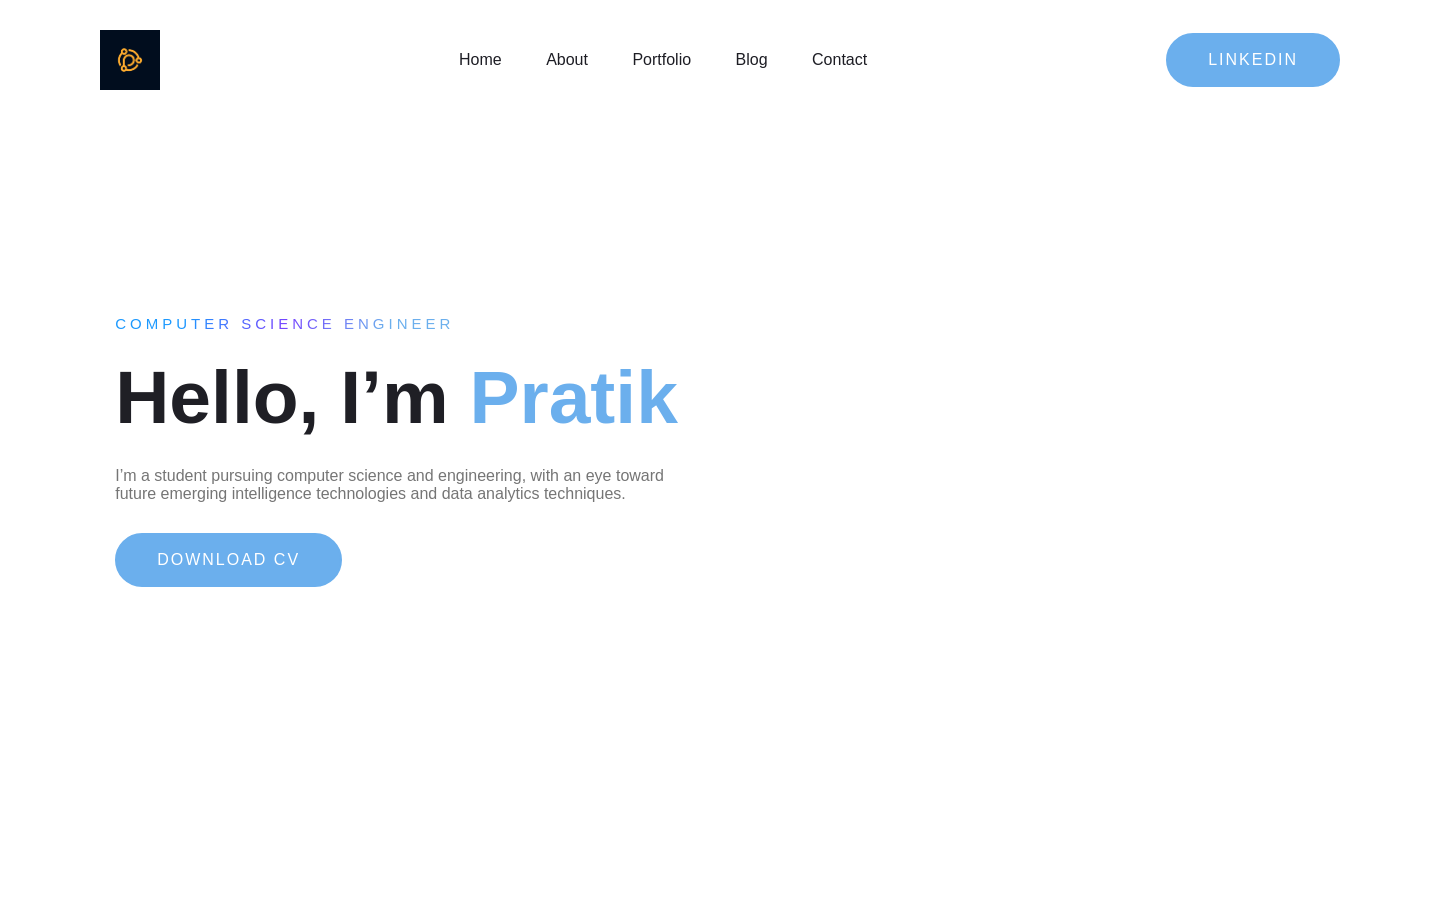 Home About Portfolio Blog Contact LINKEDIN
COMPUTER SCIENCE ENGINEER
Hello, I’m Pratik
I’m a student pursuing computer science and engineering, with an eye toward
future emerging intelligence technologies and data analytics techniques.
DOWNLOAD CV